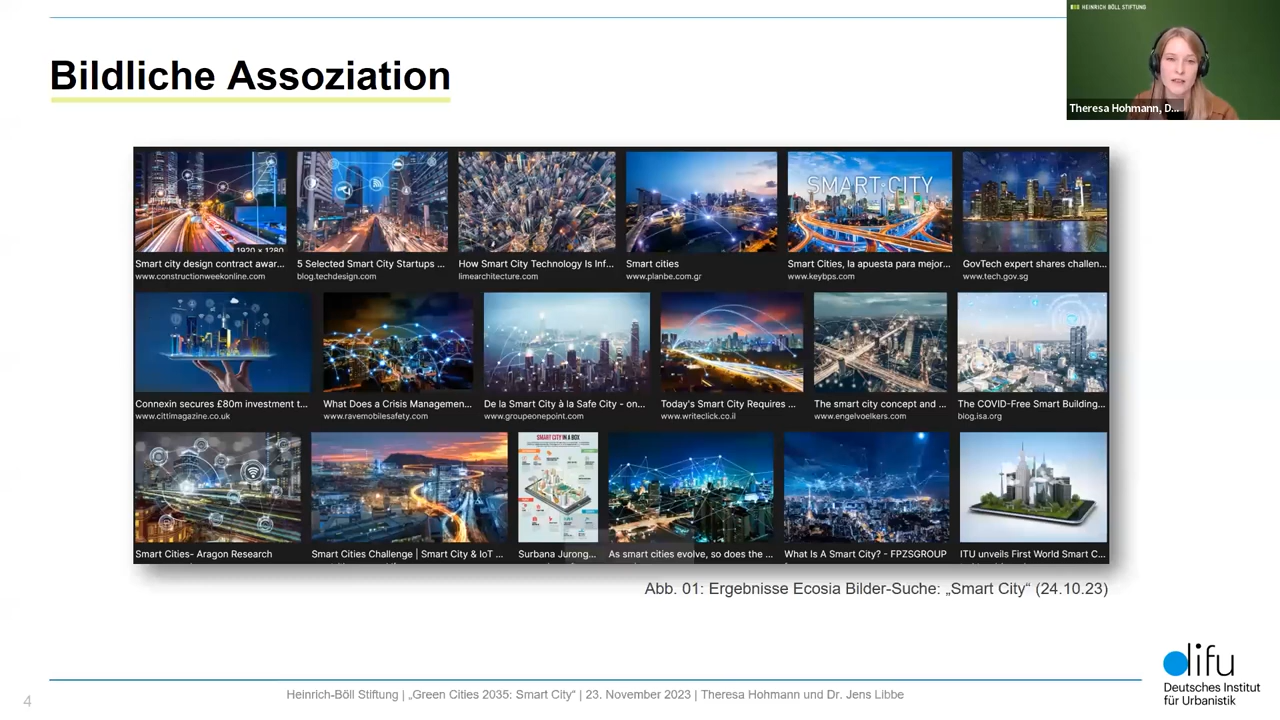 HEINRICH BÖLL STIFTUNG
Theresa Hohmann, D...
Bildliche Assoziation
SMART CITY
1920 × 1280
Smart city design contract awar...
www.constructionweekonline.com
5 Selected Smart City Startups ...
blog.techdesign.com
How Smart City Technology Is Inf...
limearchitecture.com
Smart cities
www.planbe.com.gr
Smart Cities, la apuesta para mejor...
www.keybps.com
GovTech expert shares challen...
www.tech.gov.sg
Connexin secures £80m investment t...
www.cittimagazine.co.uk
What Does a Crisis Managemen...
www.ravemobilesafety.com
De la Smart City à la Safe City - on...
www.groupeonepoint.com
Today's Smart City Requires ...
www.writeclick.co.il
The smart city concept and ...
www.engelvoelkers.com
The COVID-Free Smart Building...
blog.isa.org
SMART CITY IN A BOX
Smart Cities- Aragon Research
Smart Cities Challenge | Smart City & IoT ...
Surbana Jurong...
As smart cities evolve, so does the ...
What Is A Smart City? - FPZSGROUP
ITU unveils First World Smart C...
Abb. 01: Ergebnisse Ecosia Bilder-Suche: „Smart City“ (24.10.23)
4
Heinrich-Böll Stiftung | „Green Cities 2035: Smart City“ | 23. November 2023 | Theresa Hohmann und Dr. Jens Libbe
difu
Deutsches Institut
für Urbanistik